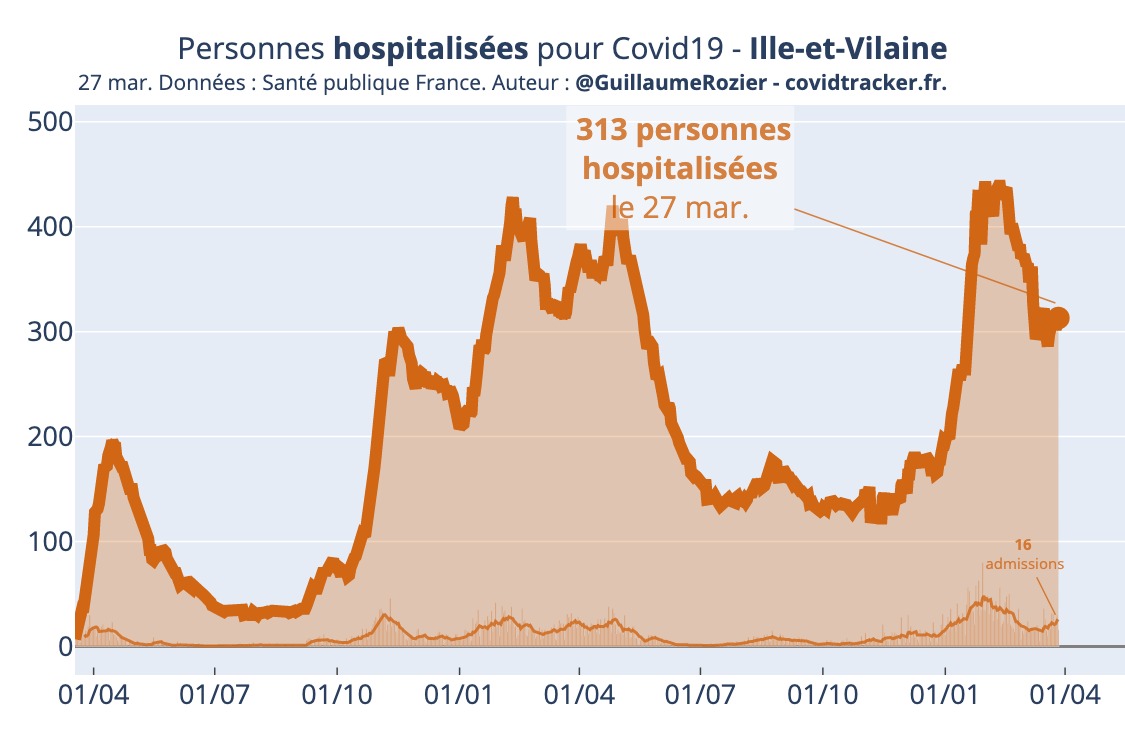 Personnes hospitalisées pour Covid19 - Ille-et-Vilaine
27 mar. Données : Santé publique France. Auteur : @GuillaumeRozier - covidtracker.fr.
500
313 personnes
hospitalisées
le 27 mar.
400
300
200
100
16
admissions
0
01/04 01/07 01/10 01/01 01/04 01/07 01/10 01/01 01/04